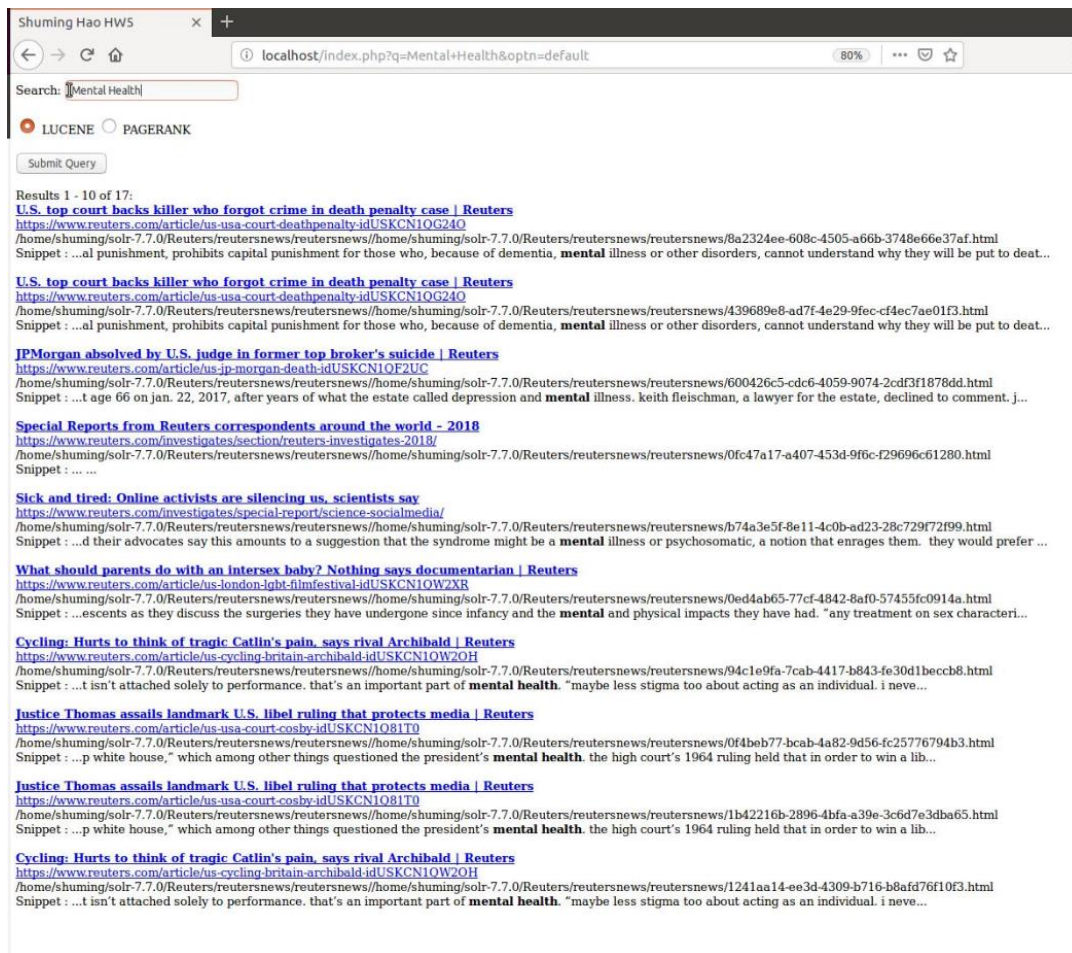 Shuming Hao HW5
localhost/index.php?q=Mental+Health&optn=default 80%
Search: Mental Health
LUCENE PAGERANK
Submit Query
Results 1 - 10 of 17:
U.S. top court backs killer who forgot crime in death penalty case | Reuters
https://www.reuters.com/article/us-usa-court-deathpenalty-idUSKCN1QG24O
/home/shuming/solr-7.7.0/Reuters/reutersnews/reutersnews//home/shuming/solr-7.7.0/Reuters/reutersnews/reutersnews/8a2324ee-608c-4505-a66b-3748e66e37af.html
Snippet : ...al punishment, prohibits capital punishment for those who, because of dementia, mental illness or other disorders, cannot understand why they will be put to deat...
U.S. top court backs killer who forgot crime in death penalty case | Reuters
https://www.reuters.com/article/us-usa-court-deathpenalty-idUSKCN1QG24O
/home/shuming/solr-7.7.0/Reuters/reutersnews/reutersnews//home/shuming/solr-7.7.0/Reuters/reutersnews/reutersnews/439689e8-ad7f-4e29-9fec-cf4ec7ae01f3.html
Snippet : ...al punishment, prohibits capital punishment for those who, because of dementia, mental illness or other disorders, cannot understand why they will be put to deat...
JPMorgan absolved by U.S. judge in former top broker's suicide | Reuters
https://www.reuters.com/article/us-jp-morgan-death-idUSKCN1QF2UC
/home/shuming/solr-7.7.0/Reuters/reutersnews/reutersnews//home/shuming/solr-7.7.0/Reuters/reutersnews/reutersnews/600426c5-cdc6-4059-9074-2cdf3f1878dd.html
Snippet : ...t age 66 on jan. 22, 2017, after years of what the estate called depression and mental illness. keith fleischman, a lawyer for the estate, declined to comment. j...
Special Reports from Reuters correspondents around the world – 2018
https://www.reuters.com/investigates/section/reuters-investigates-2018/
/home/shuming/solr-7.7.0/Reuters/reutersnews/reutersnews//home/shuming/solr-7.7.0/Reuters/reutersnews/reutersnews/0fc47a17-a407-453d-9f6c-f29696c61280.html
Snippet : ... ...
Sick and tired: Online activists are silencing us, scientists say
https://www.reuters.com/investigates/special-report/science-socialmedia/
/home/shuming/solr-7.7.0/Reuters/reutersnews/reutersnews//home/shuming/solr-7.7.0/Reuters/reutersnews/reutersnews/b74a3e5f-8e11-4c0b-ad23-28c729f72f99.html
Snippet : ...d their advocates say this amounts to a suggestion that the syndrome might be a mental illness or psychosomatic, a notion that enrages them. they would prefer ...
What should parents do with an intersex baby? Nothing says documentarian | Reuters
https://www.reuters.com/article/us-london-lgbt-filmfestival-idUSKCN1QW2XR
/home/shuming/solr-7.7.0/Reuters/reutersnews/reutersnews//home/shuming/solr-7.7.0/Reuters/reutersnews/reutersnews/0ed4ab65-77cf-4842-8af0-57455fc0914a.html
Snippet : ...escents as they discuss the surgeries they have undergone since infancy and the mental and physical impacts they have had. “any treatment on sex characteri...
Cycling: Hurts to think of tragic Catlin's pain, says rival Archibald | Reuters
https://www.reuters.com/article/us-cycling-britain-archibald-idUSKCN1QW2OH
/home/shuming/solr-7.7.0/Reuters/reutersnews/reutersnews//home/shuming/solr-7.7.0/Reuters/reutersnews/reutersnews/94c1e9fa-7cab-4417-b843-fe30d1beccb8.html
Snippet : ...t isn’t attached solely to performance. that’s an important part of mental health. “maybe less stigma too about acting as an individual. i neve...
Justice Thomas assails landmark U.S. libel ruling that protects media | Reuters
https://www.reuters.com/article/us-usa-court-cosby-idUSKCN1Q81T0
/home/shuming/solr-7.7.0/Reuters/reutersnews/reutersnews//home/shuming/solr-7.7.0/Reuters/reutersnews/reutersnews/0f4beb77-bcab-4a82-9d56-fc25776794b3.html
Snippet : ...p white house,” which among other things questioned the president’s mental health. the high court’s 1964 ruling held that in order to win a lib...
Justice Thomas assails landmark U.S. libel ruling that protects media | Reuters
https://www.reuters.com/article/us-usa-court-cosby-idUSKCN1Q81T0
/home/shuming/solr-7.7.0/Reuters/reutersnews/reutersnews//home/shuming/solr-7.7.0/Reuters/reutersnews/reutersnews/1b42216b-2896-4bfa-a39e-3c6d7e3dba65.html
Snippet : ...p white house,” which among other things questioned the president’s mental health. the high court’s 1964 ruling held that in order to win a lib...
Cycling: Hurts to think of tragic Catlin's pain, says rival Archibald | Reuters
https://www.reuters.com/article/us-cycling-britain-archibald-idUSKCN1QW2OH
/home/shuming/solr-7.7.0/Reuters/reutersnews/reutersnews//home/shuming/solr-7.7.0/Reuters/reutersnews/reutersnews/1241aa14-ee3d-4309-b716-b8afd76f10f3.html
Snippet : ...t isn’t attached solely to performance. that’s an important part of mental health. “maybe less stigma too about acting as an individual. i neve...